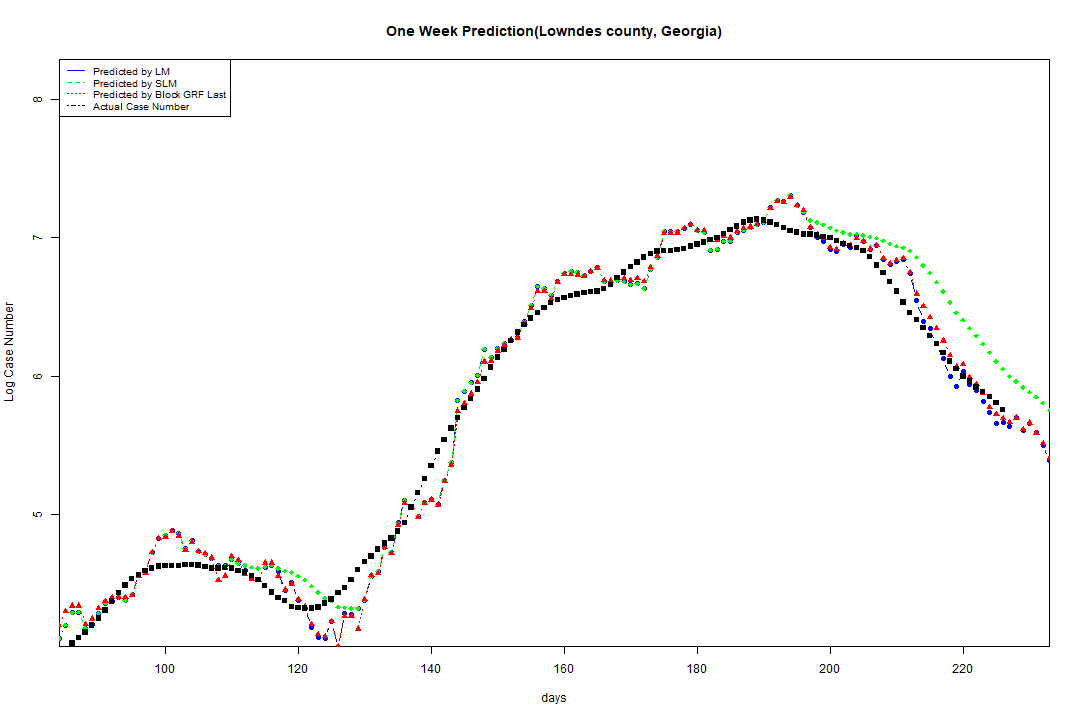 One Week Prediction(Lowndes county, Georgia)
Predicted by LM
Predicted by SLM
Predicted by Block GRF Last
Actual Case Number
8
7
6
5
Log Case Number
100 120 140 160 180 200 220
days